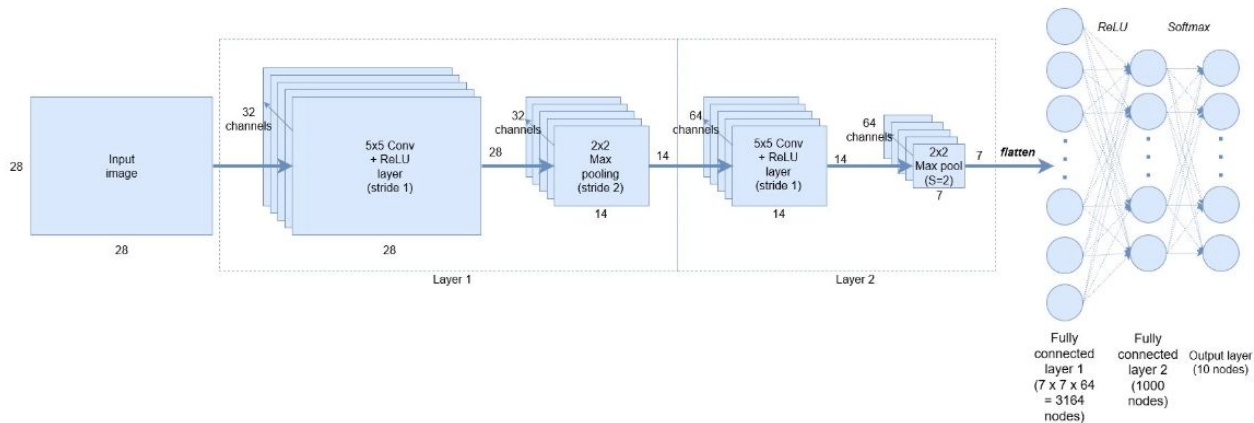 28
Input
image
28
32
channels
5x5 Conv
+ ReLU
layer
(stride 1)
28
28
32
channels
2x2
Max
pooling
(stride 2)
14
14
Layer 1
64
channels
5x5 Conv
+ ReLU
layer
(stride 1)
14
14
64
channels
2x2
Max pool
(S=2)
7
7
Layer 2
flatten
ReLU
Softmax
Fully
connected
layer 1
(7 x 7 x 64
= 3164
nodes)
Fully
connected
layer 2
(1000
nodes)
Output layer
(10 nodes)